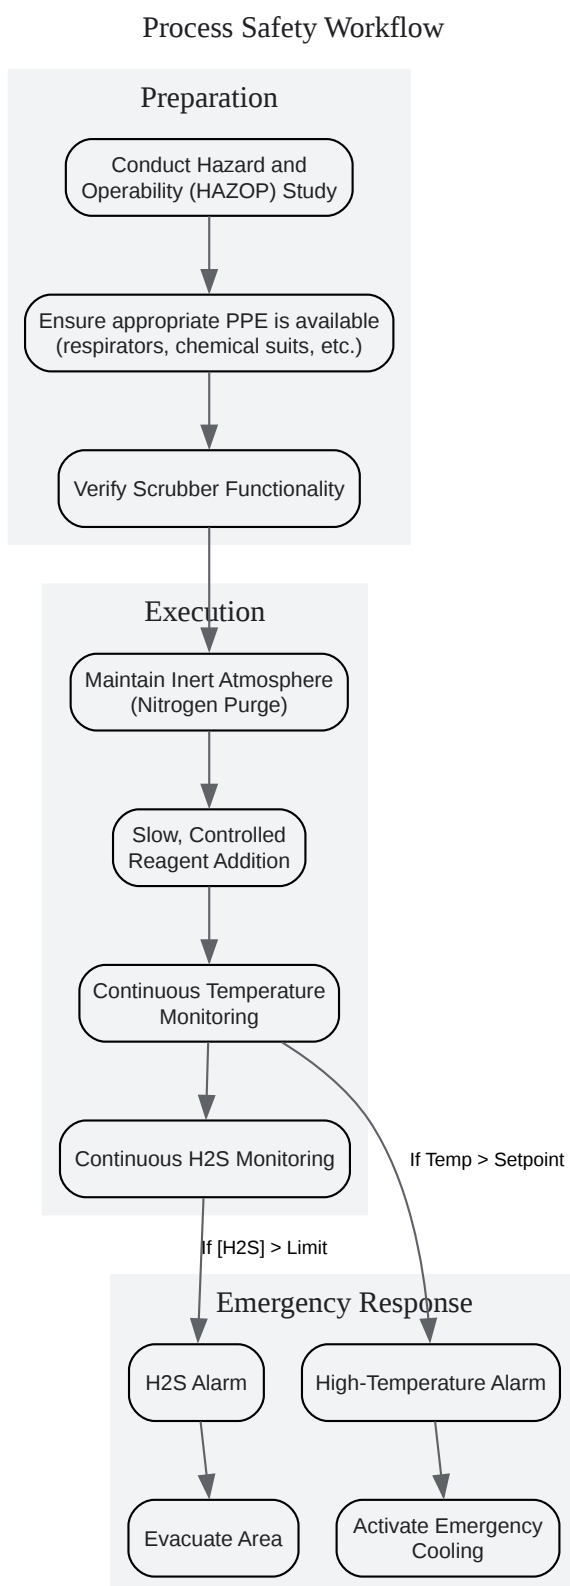 Process Safety Workflow
Preparation
Conduct Hazard and
Operability (HAZOP) Study
Ensure appropriate PPE is available
(respirators, chemical suits, etc.)
Verify Scrubber Functionality
Execution
Maintain Inert Atmosphere
(Nitrogen Purge)
Slow, Controlled
Reagent Addition
Continuous Temperature
Monitoring
Continuous H2S Monitoring
If Temp > Setpoint
If [H2S] > Limit
Emergency Response
H2S Alarm
High-Temperature Alarm
Evacuate Area
Activate Emergency
Cooling